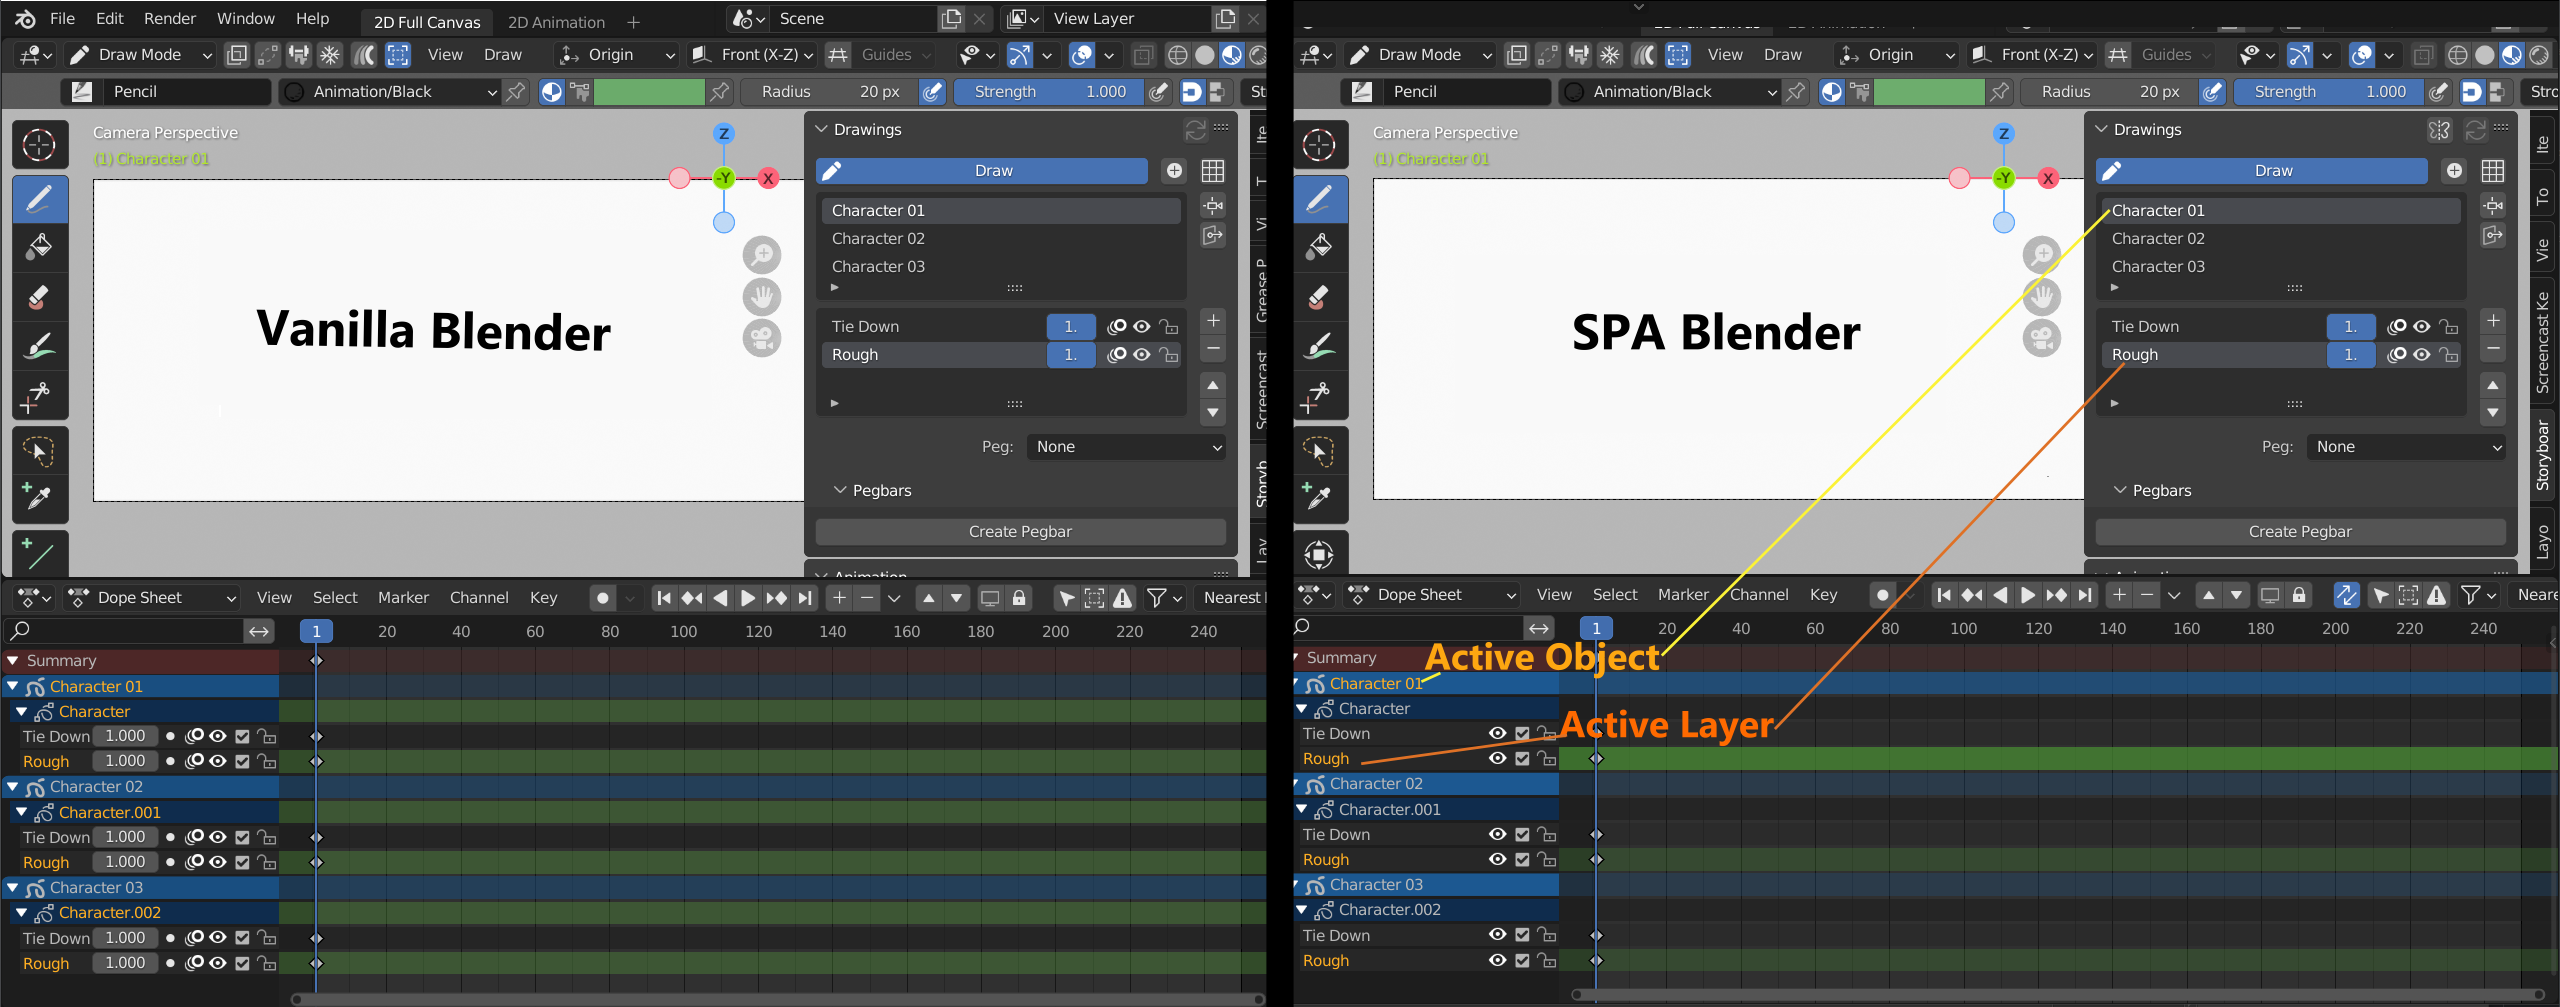 File Edit Render Window Help 2D Full Canvas 2D Animation Scene View Layer
Draw Mode View Draw Origin Front (X-Z) Guides
Pencil Animation/Black Radius 20 px Strength 1.000
Camera Perspective
(1) Character 01
Z
-Y X
Vanilla Blender
Drawings
Draw
Character 01
Character 02
Character 03
Tie Down 1.
Rough 1.
Peg: None
Pegbars
Create Pegbar
Animation
Dope Sheet View Select Marker Channel Key Nearest
1 20 40 60 80 100 120 140 160 180 200 220 240
Summary
Character 01
Character
Tie Down 1.000
Rough 1.000
Character 02
Character.001
Tie Down 1.000
Rough 1.000
Character 03
Character.002
Tie Down 1.000
Rough 1.000
Draw Mode View Draw Origin Front (X-Z) Guides
Pencil Animation/Black Radius 20 px Strength 1.000 Stro
Camera Perspective
(1) Character 01
Z
-Y X
SPA Blender
Drawings
Draw
Character 01
Character 02
Character 03
Tie Down 1.
Rough 1.
Peg: None
Pegbars
Create Pegbar
Ite
To
Vie
Screencast Ke
Storyboar
Layo
Dope Sheet View Select Marker Channel Key Neare
1 20 40 60 80 100 120 140 160 180 200 220 240
Summary
Active Object
Character 01
Character
Active Layer
Tie Down
Rough
Character 02
Character.001
Tie Down
Rough
Character 03
Character.002
Tie Down
Rough